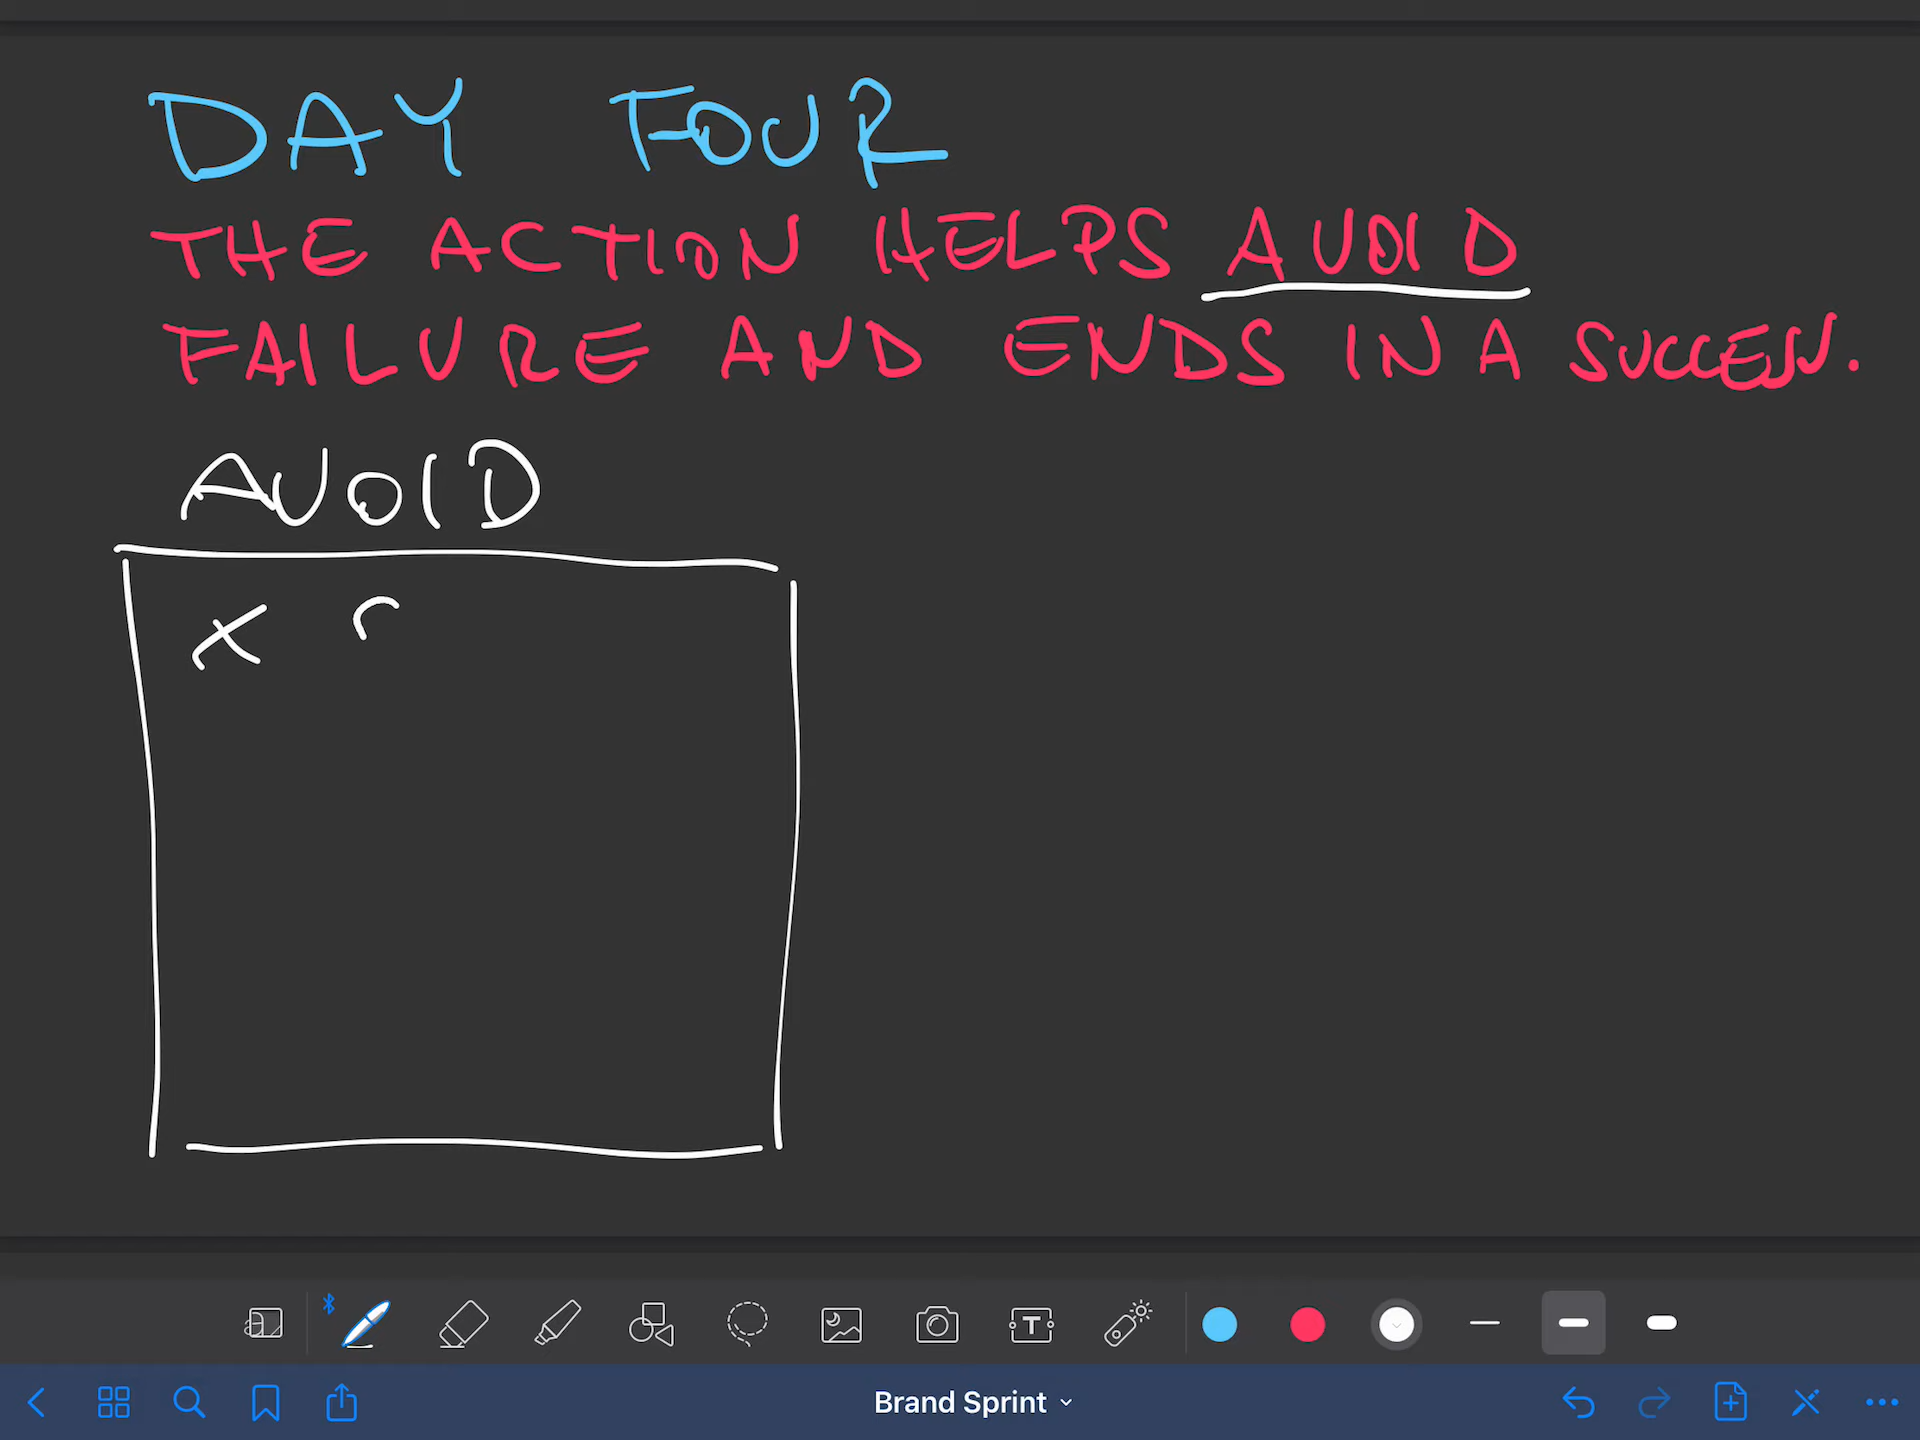 DAY FOUR
THE ACTION HELPS AVOID
FAILURE AND ENDS IN A SUCCESS.
AVOID
X
Brand Sprint